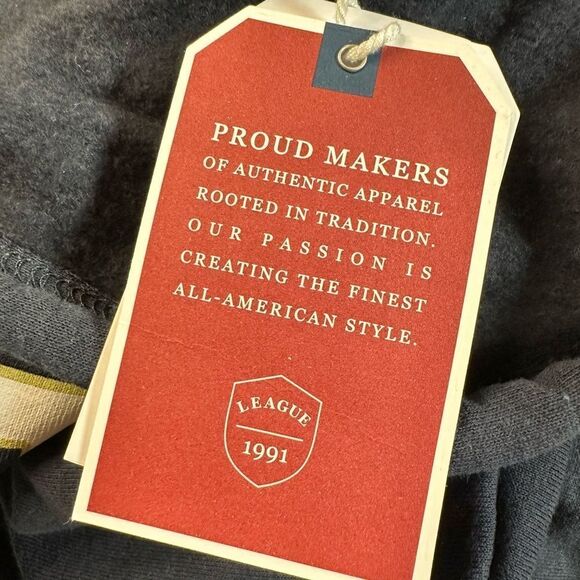 PROUD MAKERS
OF AUTHENTIC APPAREL
ROOTED IN TRADITION.
OUR PASSION IS
CREATING THE FINEST
ALL-AMERICAN STYLE.
LEAGUE
1991